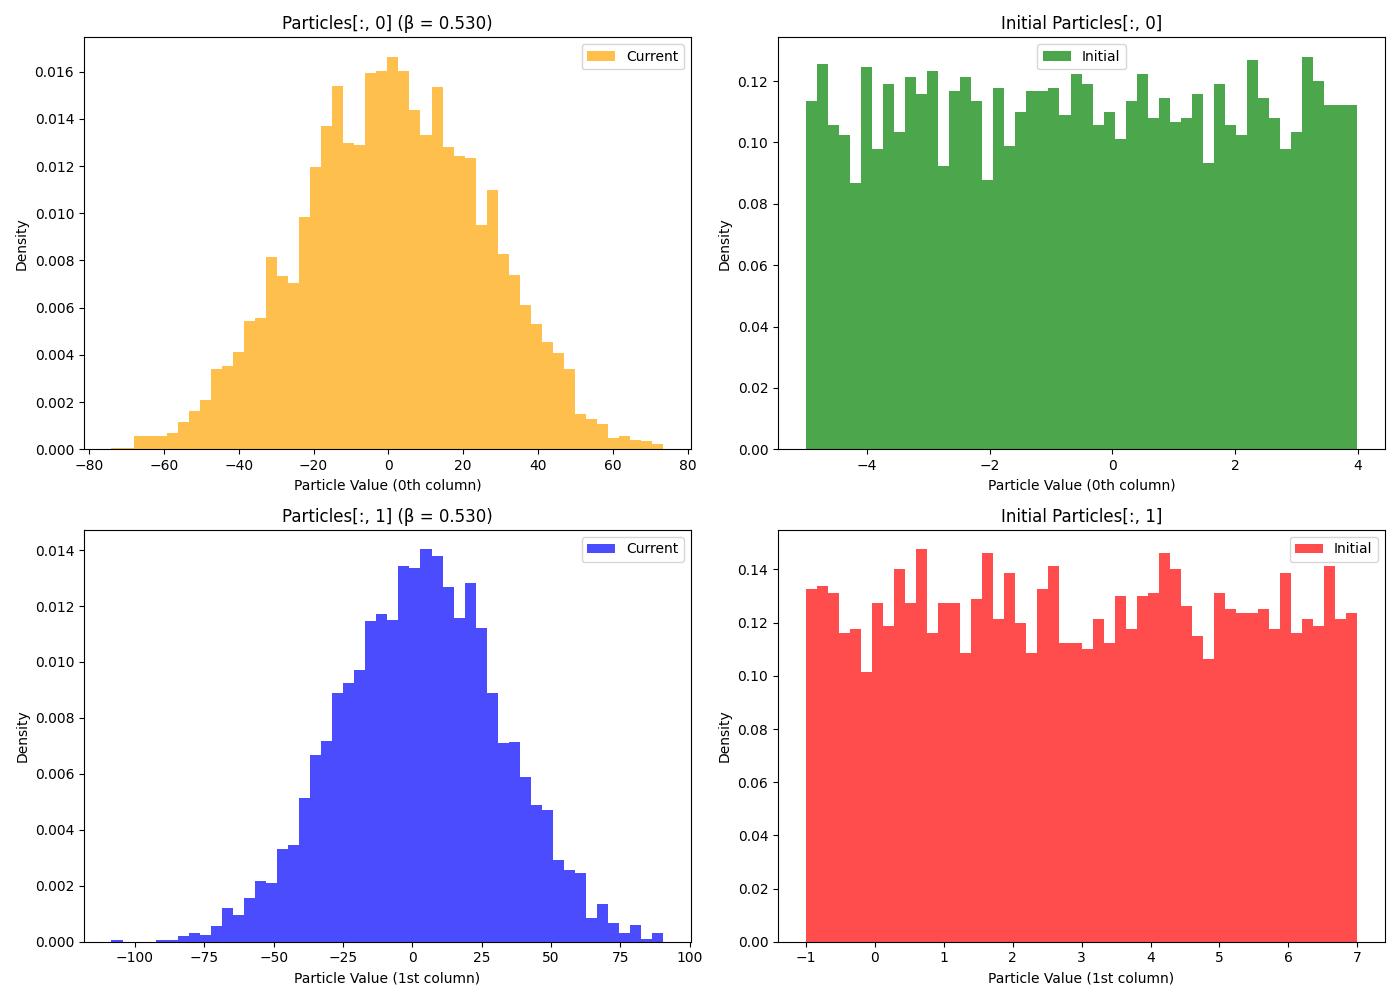 Particles[:, 0] (β = 0.530)
Current
Density
0.016
0.014
0.012
0.010
0.008
0.006
0.004
0.002
0.000
−80 −60 −40 −20 0 20 40 60 80
Particle Value (0th column)
Initial Particles[:, 0]
Initial
Density
0.12
0.10
0.08
0.06
0.04
0.02
0.00
−4 −2 0 2 4
Particle Value (0th column)
Particles[:, 1] (β = 0.530)
Current
Density
0.014
0.012
0.010
0.008
0.006
0.004
0.002
0.000
−100 −75 −50 −25 0 25 50 75 100
Particle Value (1st column)
Initial Particles[:, 1]
Initial
Density
0.14
0.12
0.10
0.08
0.06
0.04
0.02
0.00
−1 0 1 2 3 4 5 6 7
Particle Value (1st column)